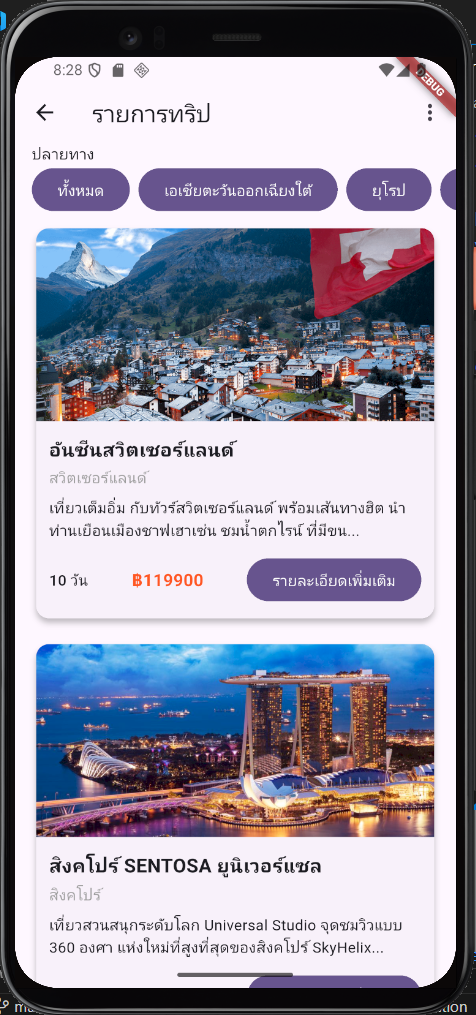 8:28
DEBUG
รายการทริป
ปลายทาง
ทั้งหมด
เอเชียตะวันออกเฉียงใต้
ยุโรป
อันซีนสวิตเซอร์แลนด์
สวิตเซอร์แลนด์
เที่ยวเต็มอิ่ม กับทัวร์สวิตเซอร์แลนด์ พร้อมเส้นทางฮิต นำ
ท่านเยือนเมืองชาฟเฮาเซ่น ชมน้ำตกไรน์ ที่มีขน...
10 วัน
฿119900
รายละเอียดเพิ่มเติม
สิงคโปร์ SENTOSA ยูนิเวอร์แซล
สิงคโปร์
เที่ยวสวนสนุกระดับโลก Universal Studio จุดชมวิวแบบ
360 องศา แห่งใหม่ที่สูงที่สุดของสิงคโปร์ SkyHelix...